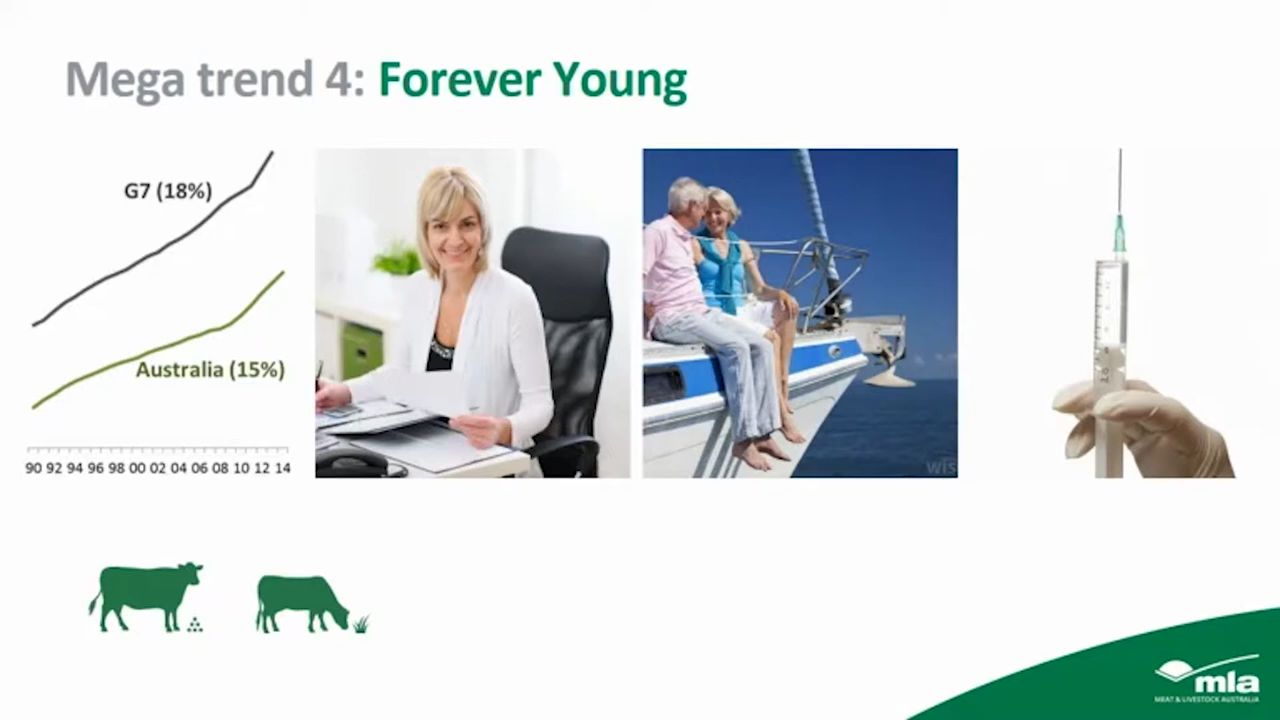 Mega trend 4: Forever Young
G7 (18%)
Australia (15%)
90 92 94 96 98 00 02 04 06 08 10 12 14
wis
mla
MEAT & LIVESTOCK AUSTRALIA